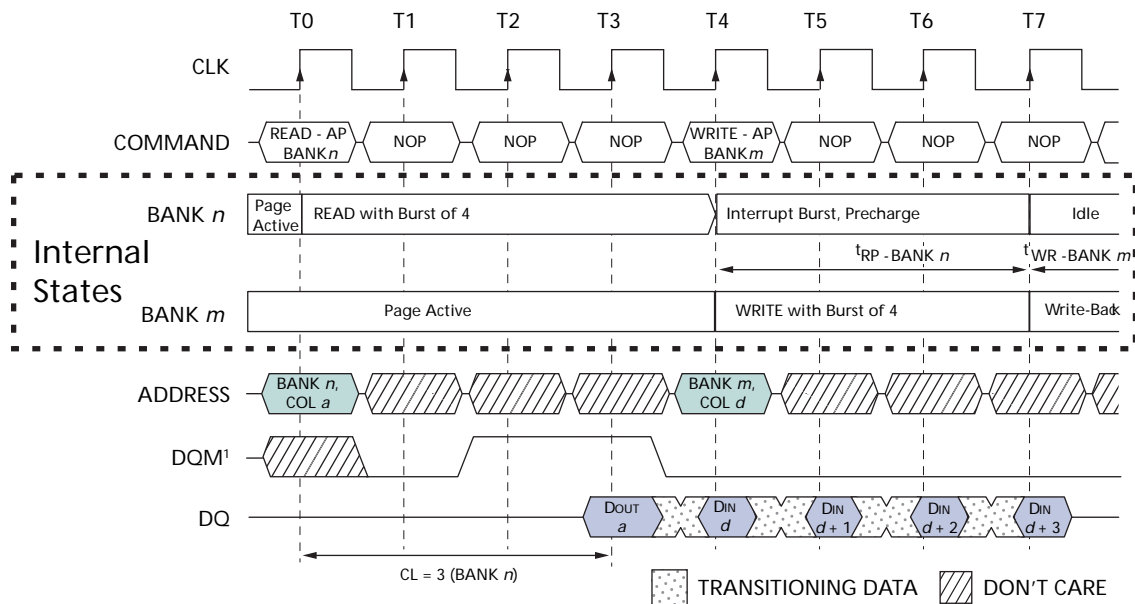 T0 T1 T2 T3 T4 T5 T6 T7
CLK
COMMAND
READ - AP
BANK n
NOP
NOP
NOP
WRITE - AP
BANK m
NOP
NOP
NOP
Internal
States
BANK n
Page
Active
READ with Burst of 4
Interrupt Burst, Precharge
Idle
tRP - BANK n
tWR - BANK m
BANK m
Page Active
WRITE with Burst of 4
Write-Back
ADDRESS
BANK n,
COL a
BANK m,
COL d
DQM1
DQ
DOUT
a
DIN
d
DIN
d + 1
DIN
d + 2
DIN
d + 3
CL = 3 (BANK n)
TRANSITIONING DATA
DON'T CARE